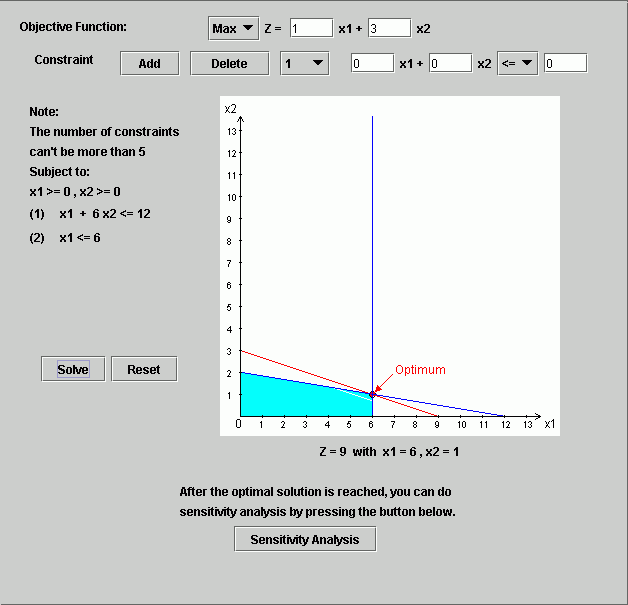 Objective Function: Max Z = 1 x1 + 3 x2
Constraint Add Delete 1 0 x1 + 0 x2 <= 0
Note:
The number of constraints
can't be more than 5
Subject to:
x1 >= 0 , x2 >= 0
(1) x1 + 6 x2 <= 12
(2) x1 <= 6
Solve Reset
x2
13
12
11
10
9
8
7
6
5
4
3
2
1
Optimum
0 1 2 3 4 5 6 7 8 9 10 11 12 13 x1
Z = 9 with x1 = 6 , x2 = 1
After the optimal solution is reached, you can do
sensitivity analysis by pressing the button below.
Sensitivity Analysis